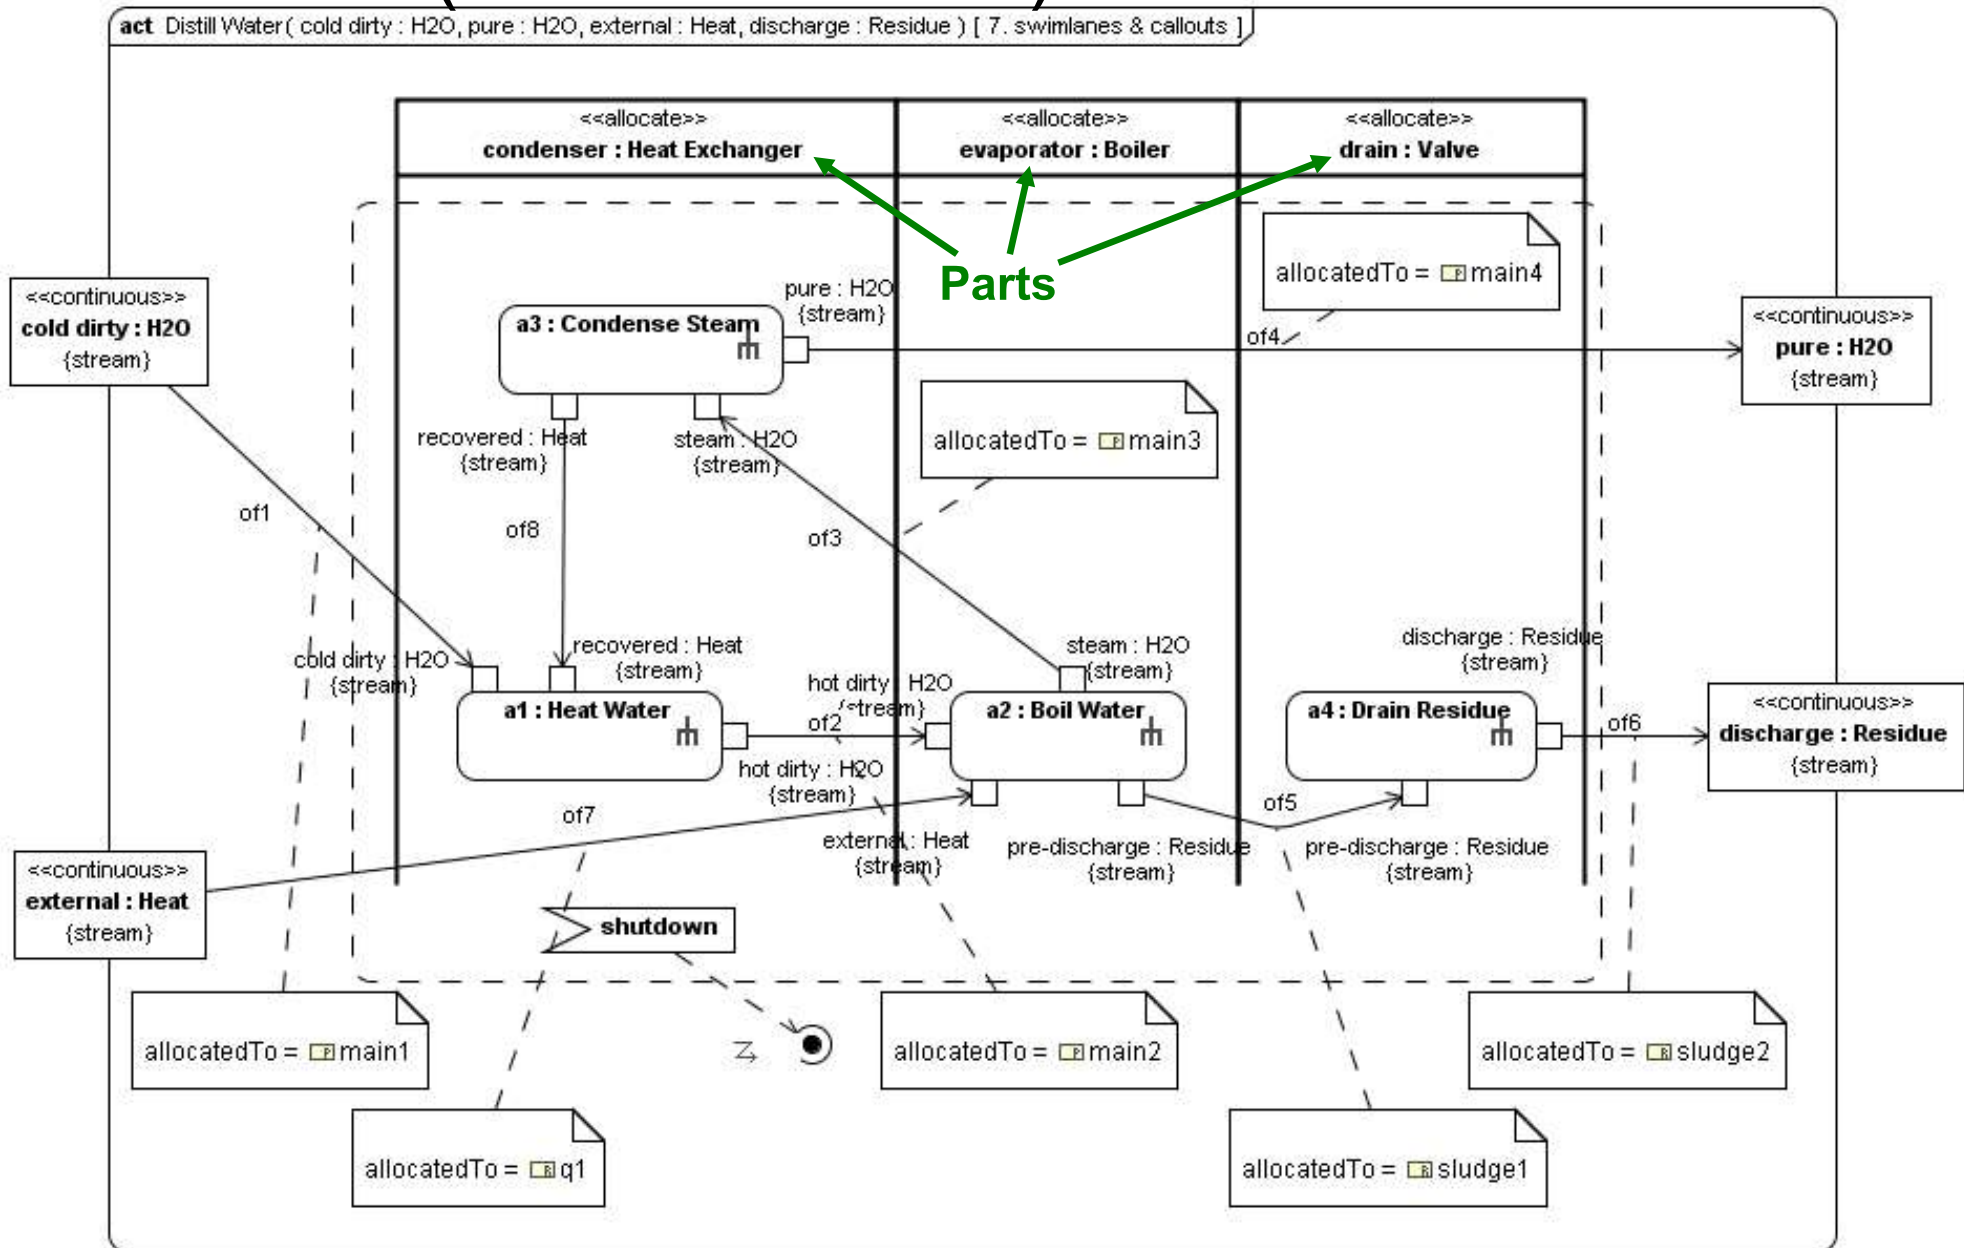 act Distill Water( cold dirty : H2O, pure : H2O, external : Heat, discharge : Residue ) [ 7. swimlanes & callouts ]
<<allocate>>
condenser : Heat Exchanger
<<allocate>>
evaporator : Boiler
<<allocate>>
drain : Valve
Parts
allocatedTo = main4
<<continuous>>
cold dirty : H2O
{stream}
pure : H2O
{stream}
a3 : Condense Steam
of4
<<continuous>>
pure : H2O
{stream}
recovered : Heat
{stream}
steam : H2O
{stream}
allocatedTo = main3
of1
of8
of3
cold dirty : H2O
{stream}
recovered : Heat
{stream}
steam : H2O
{stream}
discharge : Residue
{stream}
hot dirty : H2O
{stream}
a1 : Heat Water
of2
a2 : Boil Water
a4 : Drain Residue
of6
<<continuous>>
discharge : Residue
{stream}
hot dirty : H2O
{stream}
of7
of5
external : Heat
{stream}
pre-discharge : Residue
{stream}
pre-discharge : Residue
{stream}
<<continuous>>
external : Heat
{stream}
shutdown
allocatedTo = main1
allocatedTo = main2
allocatedTo = sludge2
allocatedTo = q1
allocatedTo = sludge1